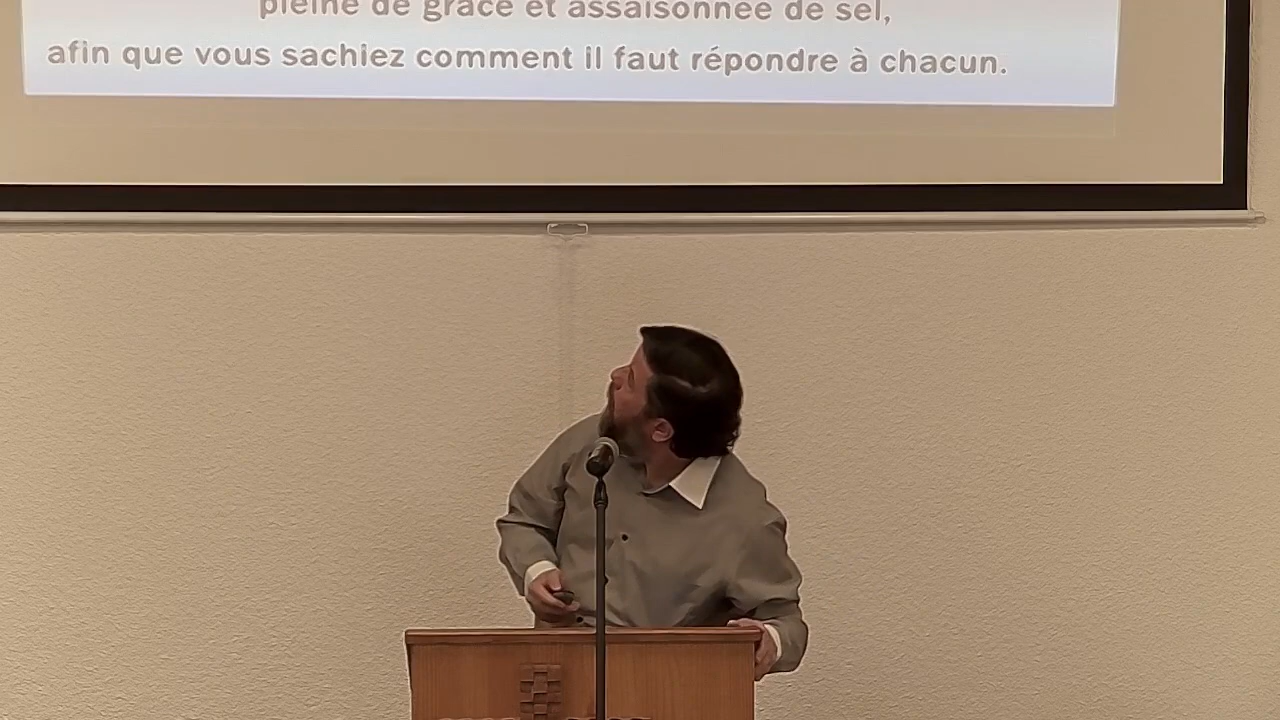 pleine de grâce et assaisonnée de sel,
afin que vous sachiez comment il faut répondre à chacun.